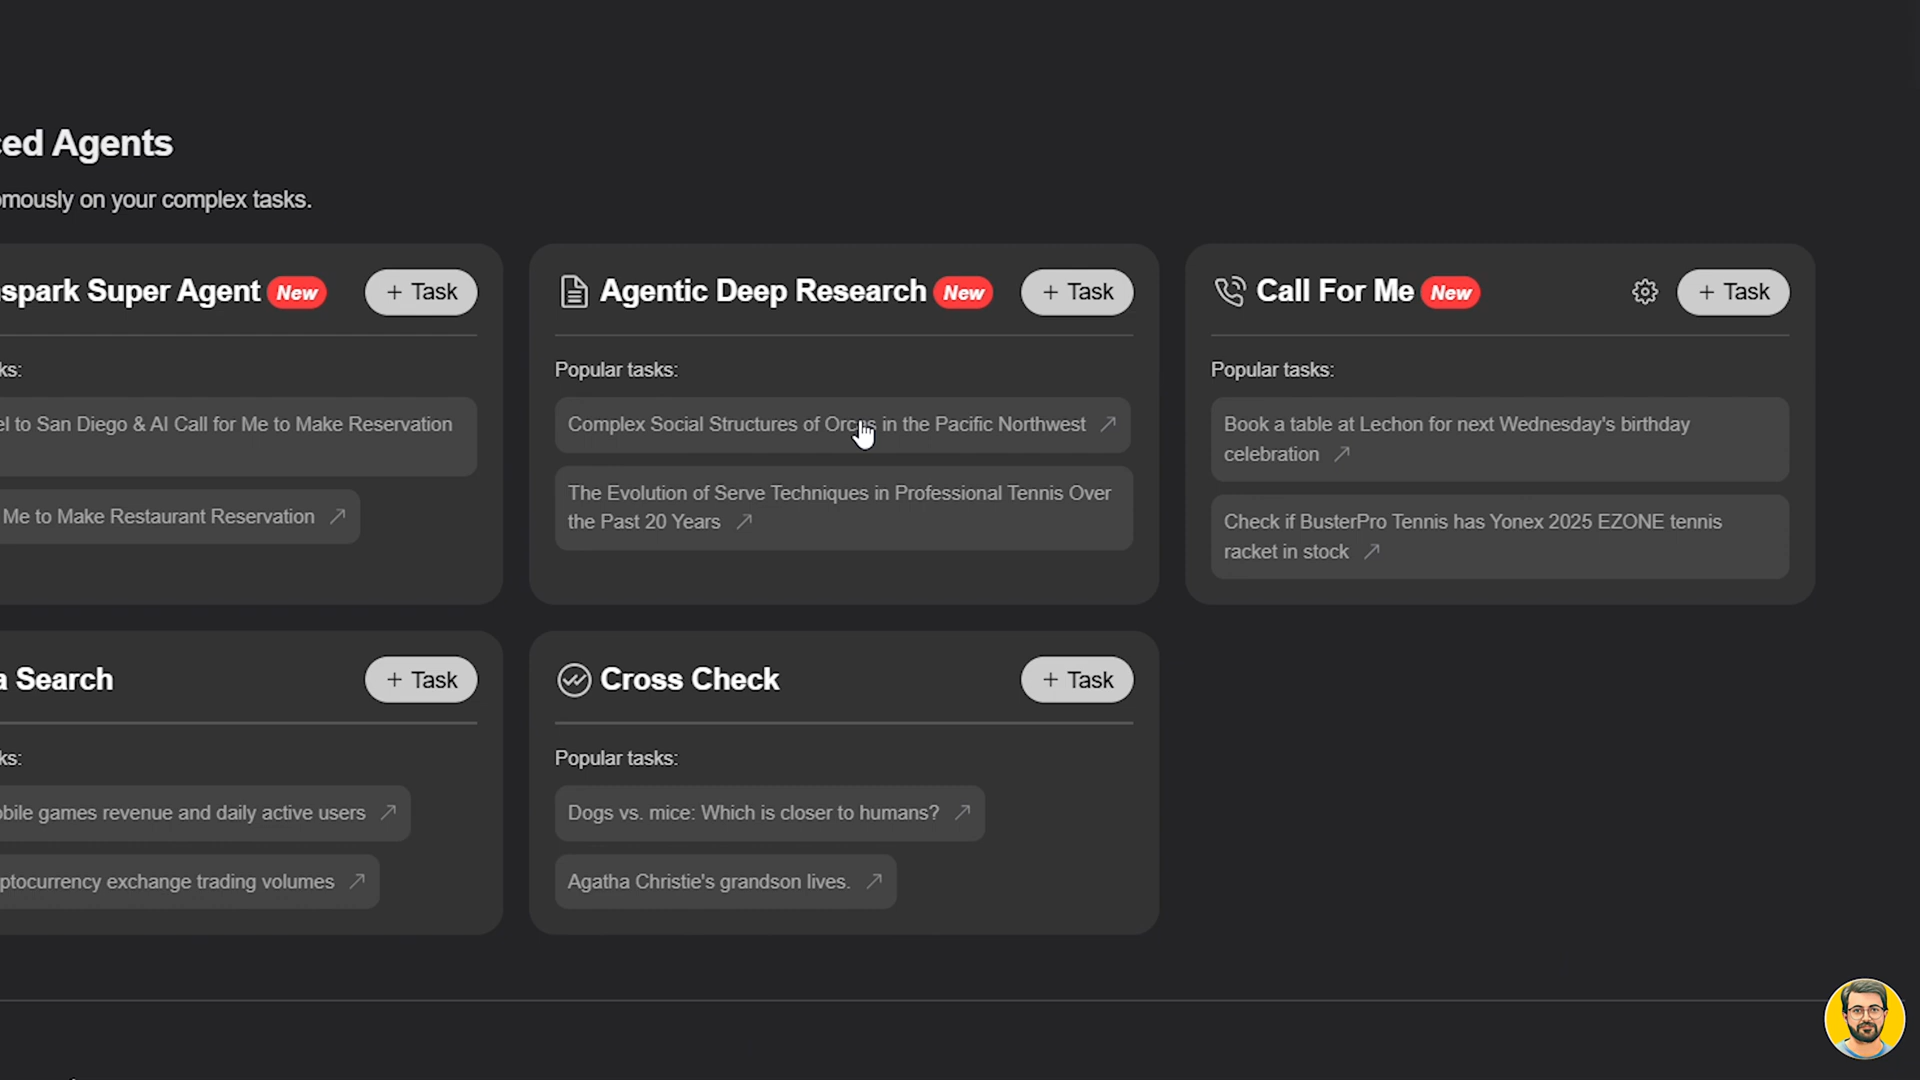 ced Agents
omously on your complex tasks.
spark Super Agent New
+ Task
Agentic Deep Research New
+ Task
Call For Me New
+ Task
ks:
Popular tasks:
Popular tasks:
el to San Diego & AI Call for Me to Make Reservation
Me to Make Restaurant Reservation
Complex Social Structures of Orcas in the Pacific Northwest
The Evolution of Serve Techniques in Professional Tennis Over
the Past 20 Years
Book a table at Lechon for next Wednesday's birthday
celebration
Check if BusterPro Tennis has Yonex 2025 EZONE tennis
racket in stock
a Search
+ Task
Cross Check
+ Task
ks:
Popular tasks:
obile games revenue and daily active users
ptocurrency exchange trading volumes
Dogs vs. mice: Which is closer to humans?
Agatha Christie's grandson lives.